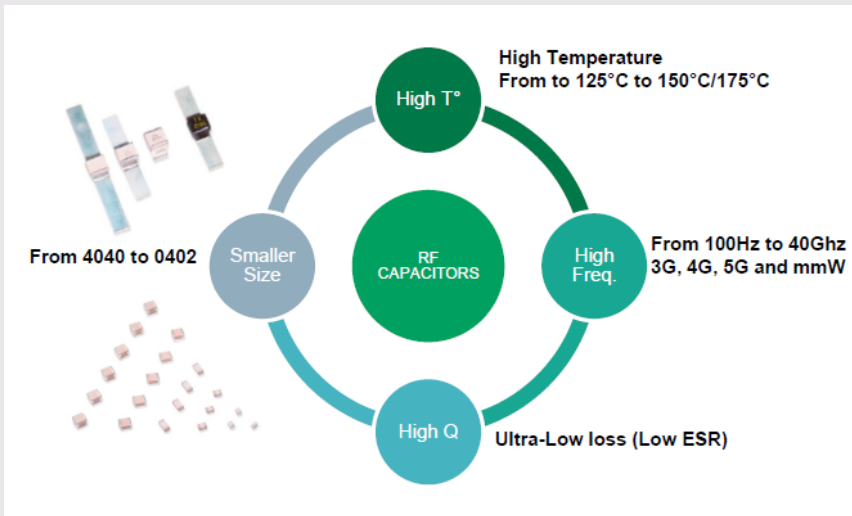 High Temperature
From to 125°C to 150°C/175°C
High T°
From 4040 to 0402
Smaller
Size
RF
CAPACITORS
High
Freq.
From 100Hz to 40Ghz
3G, 4G, 5G and mmW
High Q
Ultra-Low loss (Low ESR)